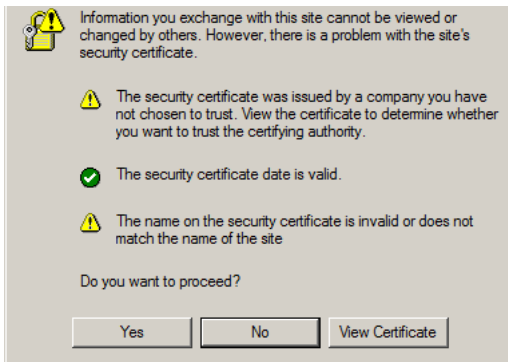 Information you exchange with this site cannot be viewed or
changed by others. However, there is a problem with the site's
security certificate.
The security certificate was issued by a company you have
not chosen to trust. View the certificate to determine whether
you want to trust the certifying authority.
The security certificate date is valid.
The name on the security certificate is invalid or does not
match the name of the site
Do you want to proceed?
Yes No View Certificate